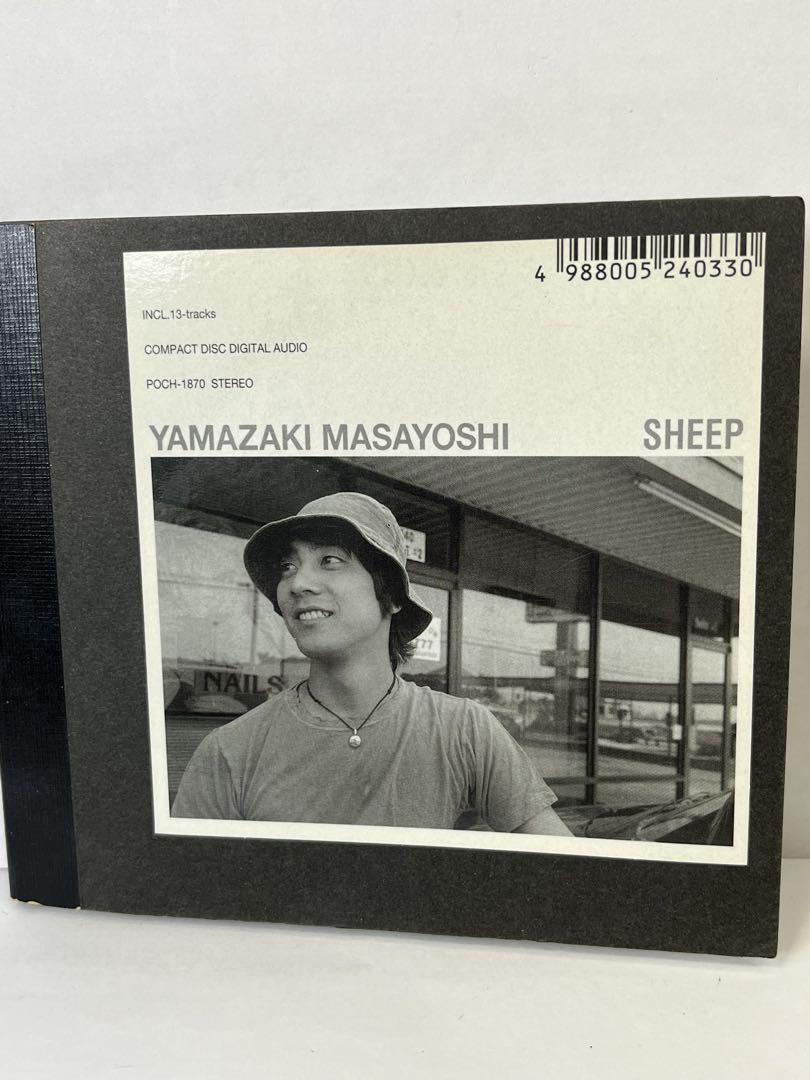 4 988005 240330
INCL.13-tracks
COMPACT DISC DIGITAL AUDIO
POCH-1870 STEREO
YAMAZAKI MASAYOSHI SHEEP
NAILS